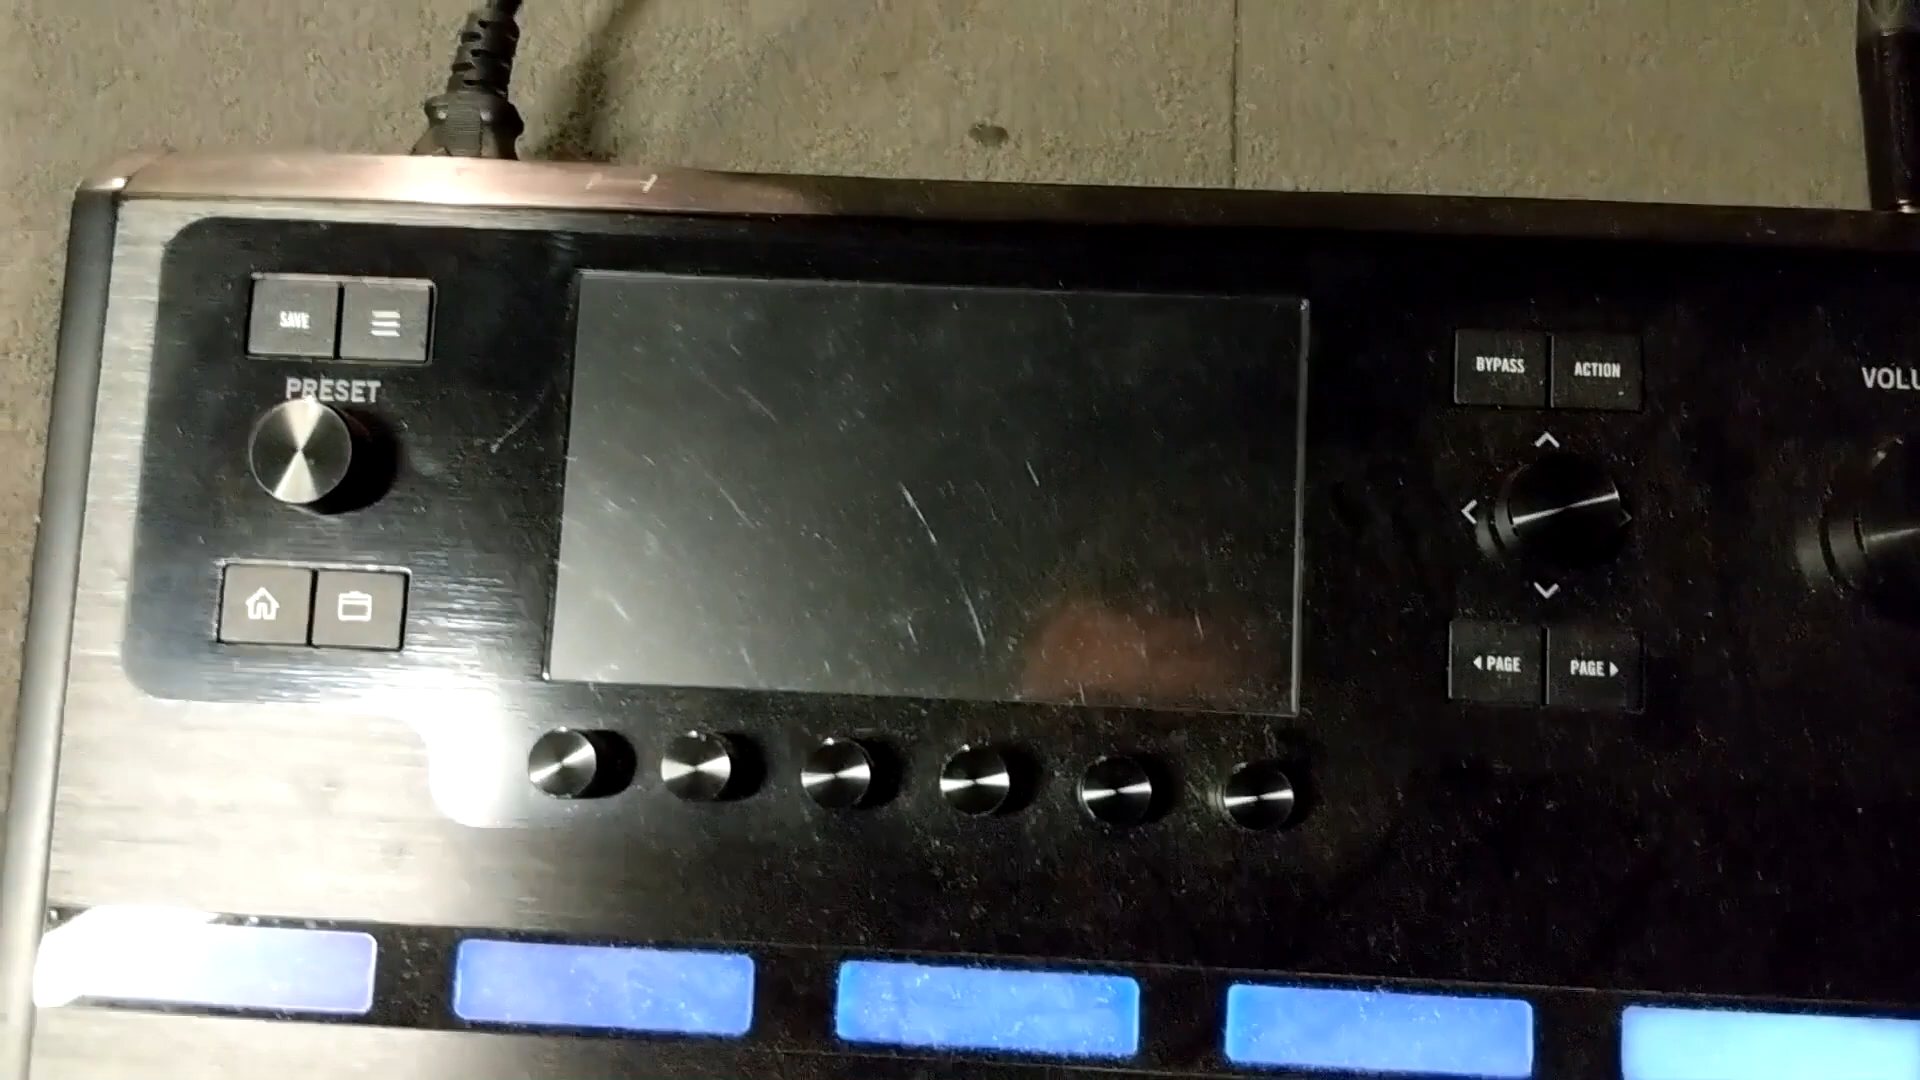 SAVE
PRESET
BYPASS
ACTION
VOLU
PAGE
PAGE